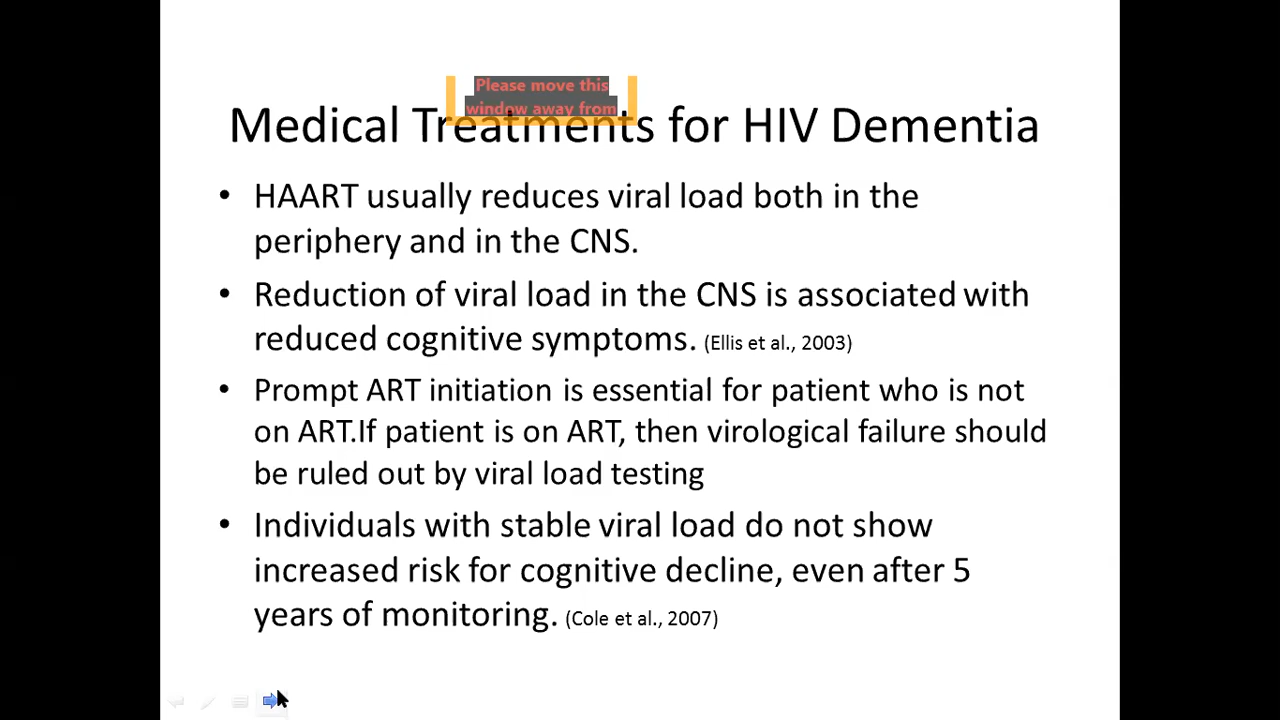 Please move this
window away from
Medical Treatments for HIV Dementia
• HAART usually reduces viral load both in the
periphery and in the CNS.
• Reduction of viral load in the CNS is associated with
reduced cognitive symptoms. (Ellis et al., 2003)
• Prompt ART initiation is essential for patient who is not
on ART.If patient is on ART, then virological failure should
be ruled out by viral load testing
• Individuals with stable viral load do not show
increased risk for cognitive decline, even after 5
years of monitoring. (Cole et al., 2007)